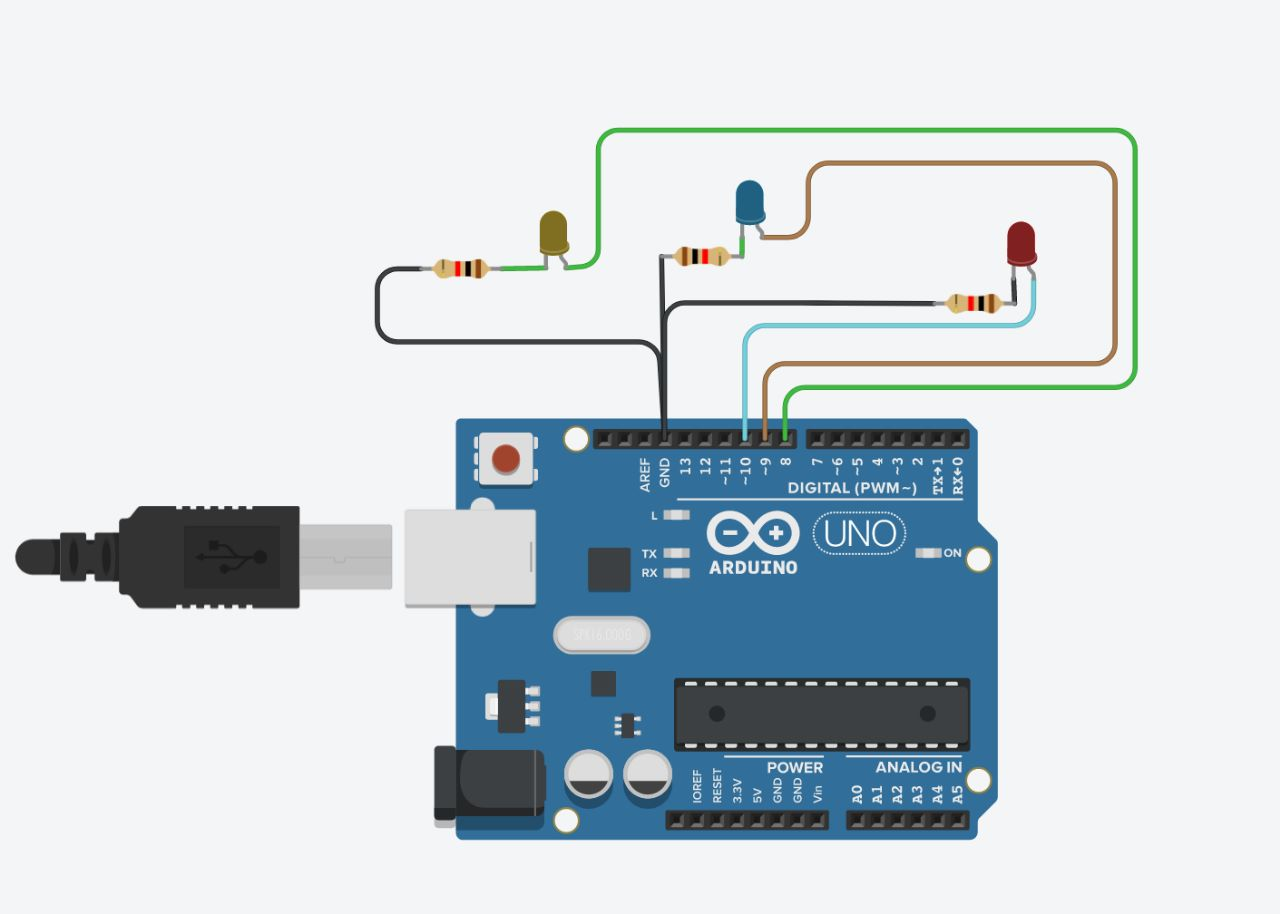 AREF
GND
13
12
~11
~10
~9
8
7
~6
~5
4
~3
2
TX→1
RX←0
DIGITAL (PWM~)
L
TX
RX
UNO
ARDUINO
ON
SPK16.000G
POWER
ANALOG IN
IOREF
RESET
3.3V
5V
GND
GND
Vin
A0
A1
A2
A3
A4
A5